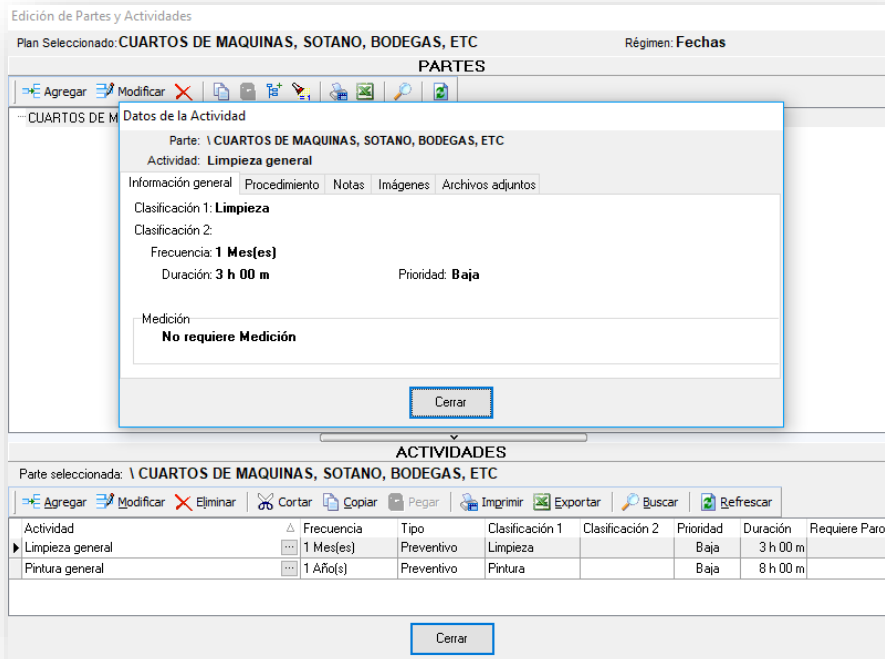 Edición de Partes y Actividades
Plan Seleccionado: CUARTOS DE MAQUINAS, SOTANO, BODEGAS, ETC Régimen: Fechas
PARTES
Agregar Modificar
CUARTOS DE M
Datos de la Actividad
Parte: \ CUARTOS DE MAQUINAS, SOTANO, BODEGAS, ETC
Actividad: Limpieza general
Información general Procedimiento Notas Imágenes Archivos adjuntos
Clasificación 1: Limpieza
Clasificación 2:
Frecuencia: 1 Mes(es)
Duración: 3 h 00 m Prioridad: Baja
Medición
No requiere Medición
Cerrar
ACTIVIDADES
Parte seleccionada: \ CUARTOS DE MAQUINAS, SOTANO, BODEGAS, ETC
Agregar Modificar Eliminar Cortar Copiar Pegar Imprimir Exportar Buscar Refrescar
Actividad Frecuencia Tipo Clasificación 1 Clasificación 2 Prioridad Duración Requiere Paro
Limpieza general ... 1 Mes(es) Preventivo Limpieza Baja 3 h 00 m
Pintura general ... 1 Año(s) Preventivo Pintura Baja 8 h 00 m
Cerrar